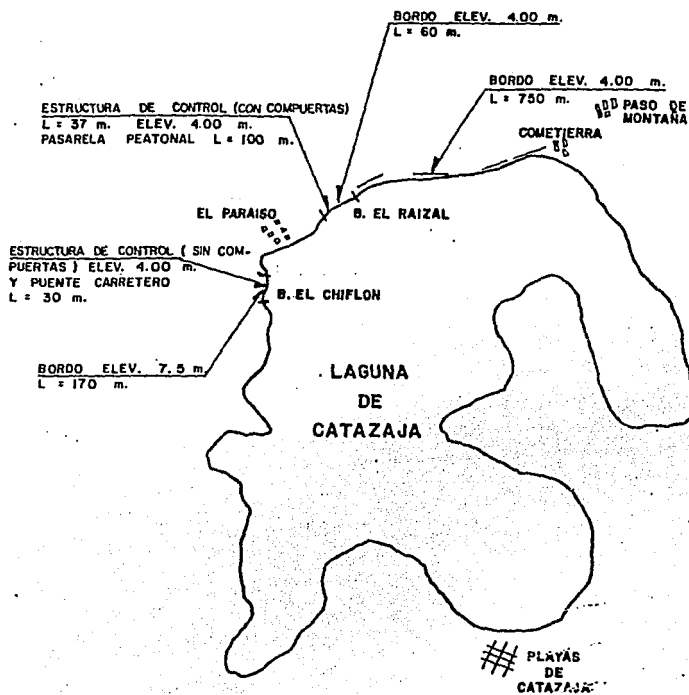 BORDO ELEV. 4.00 m.
L = 60 m.
BORDO ELEV. 4.00 m.
L = 750 m.
PASO DE
MONTAÑA
COMETIERRA
ESTRUCTURA DE CONTROL (CON COMPUERTAS)
L = 37 m. ELEV. 4.00 m.
PASARELA PEATONAL L = 100 m.
EL PARAISO
B. EL RAIZAL
ESTRUCTURA DE CONTROL ( SIN COM-
PUERTAS ) ELEV. 4.00 m.
Y PUENTE CARRETERO
L = 30 m.
B. EL CHIFLON
BORDO ELEV. 7.5 m.
L = 170 m.
LAGUNA
DE
CATAZAJA
PLAYAS
DE
CATAZAJA